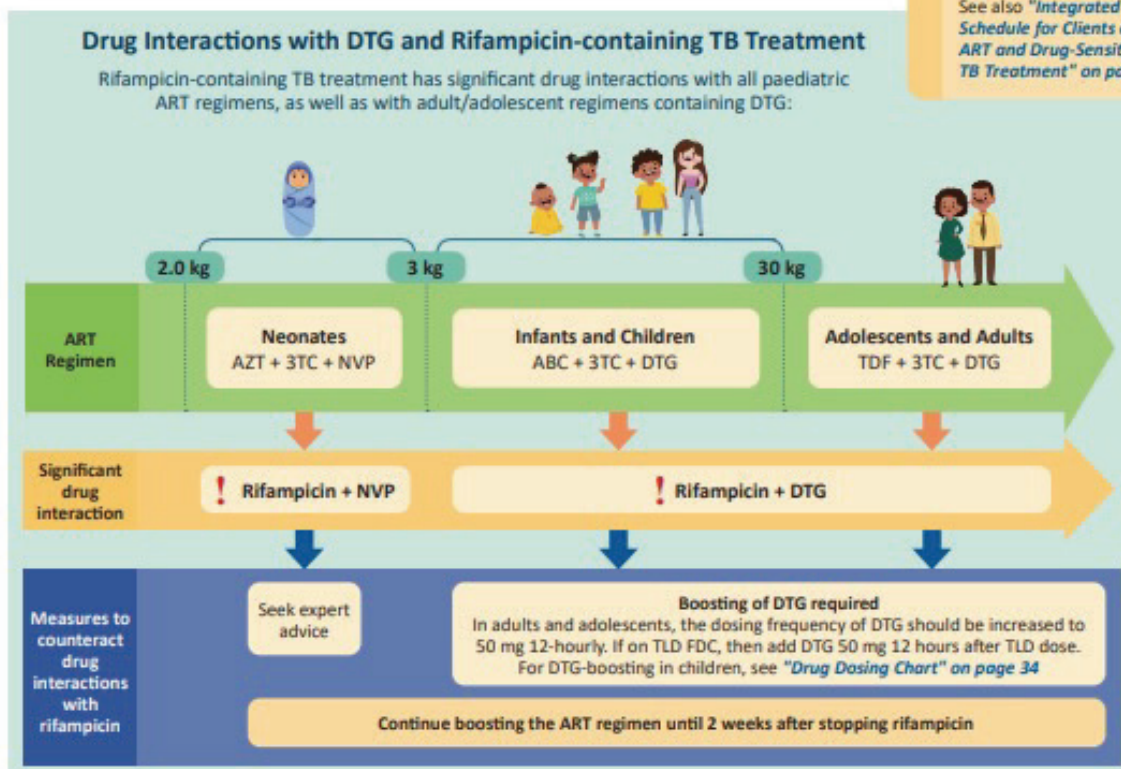 See also "Integrated
Schedule for Clients
ART and Drug-Sensit
TB Treatment" on pa
Drug Interactions with DTG and Rifampicin-containing TB Treatment
Rifampicin-containing TB treatment has significant drug interactions with all paediatric
ART regimens, as well as with adult/adolescent regimens containing DTG:
2.0 kg
3 kg
30 kg
ART
Regimen
Neonates
AZT + 3TC + NVP
Infants and Children
ABC + 3TC + DTG
Adolescents and Adults
TDF + 3TC + DTG
Significant
drug
interaction
! Rifampicin + NVP
! Rifampicin + DTG
Measures to
counteract
drug
interactions
with
rifampicin
Seek expert
advice
Boosting of DTG required
In adults and adolescents, the dosing frequency of DTG should be increased to
50 mg 12-hourly. If on TLD FDC, then add DTG 50 mg 12 hours after TLD dose.
For DTG-boosting in children, see "Drug Dosing Chart" on page 34
Continue boosting the ART regimen until 2 weeks after stopping rifampicin